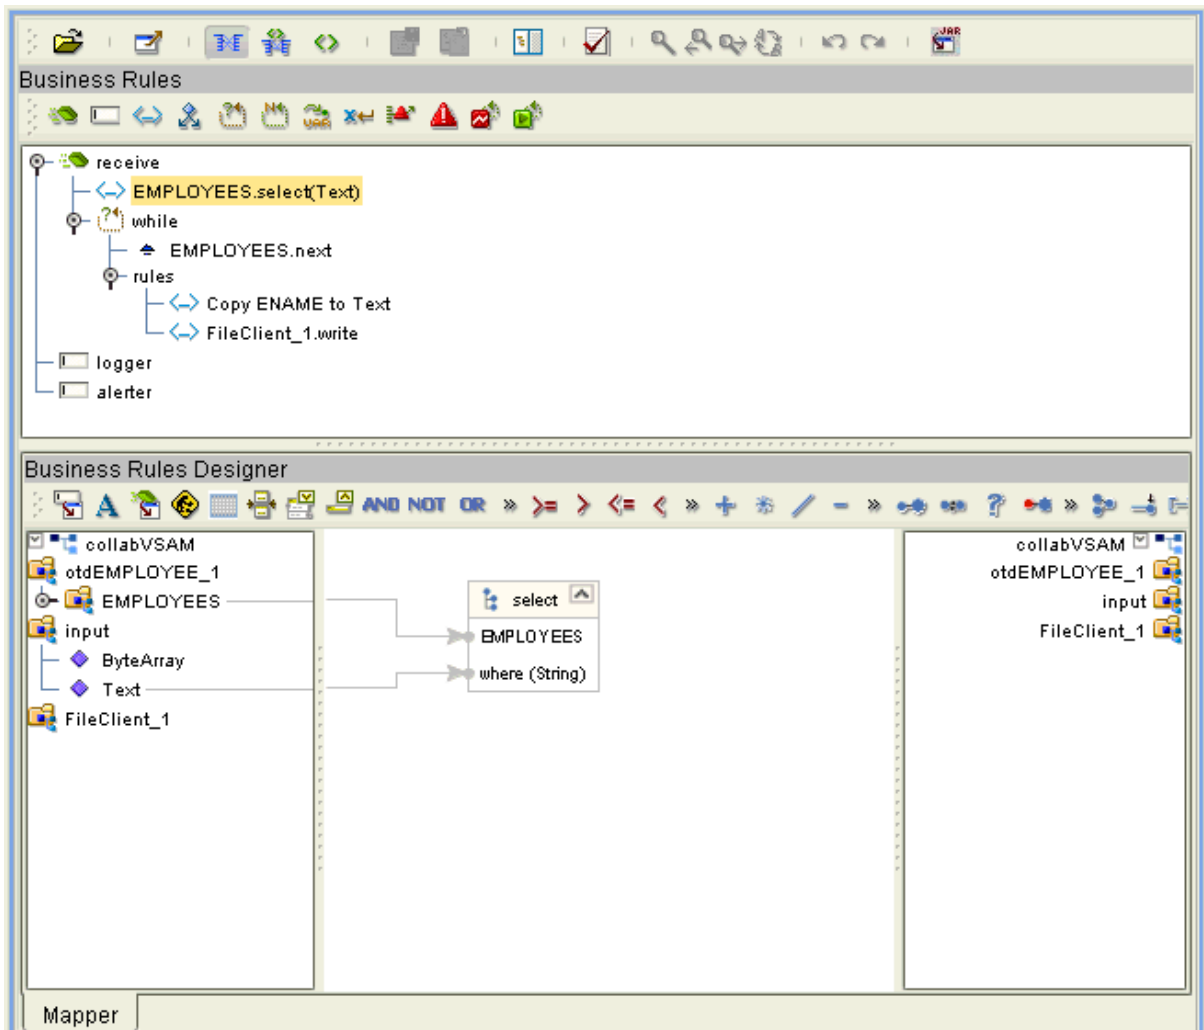 JAR
Business Rules
receive
EMPLOYEES.select(Text)
while
EMPLOYEES.next
rules
Copy ENAME to Text
FileClient_1.write
logger
alerter
Business Rules Designer
A AND NOT OR » >= > <= < » + / - » ? »
collabVSAM
otdEMPLOYEE_1
EMPLOYEES
input
ByteArray
Text
FileClient_1
select
EMPLOYEES
where (String)
collabVSAM
otdEMPLOYEE_1
input
FileClient_1
Mapper